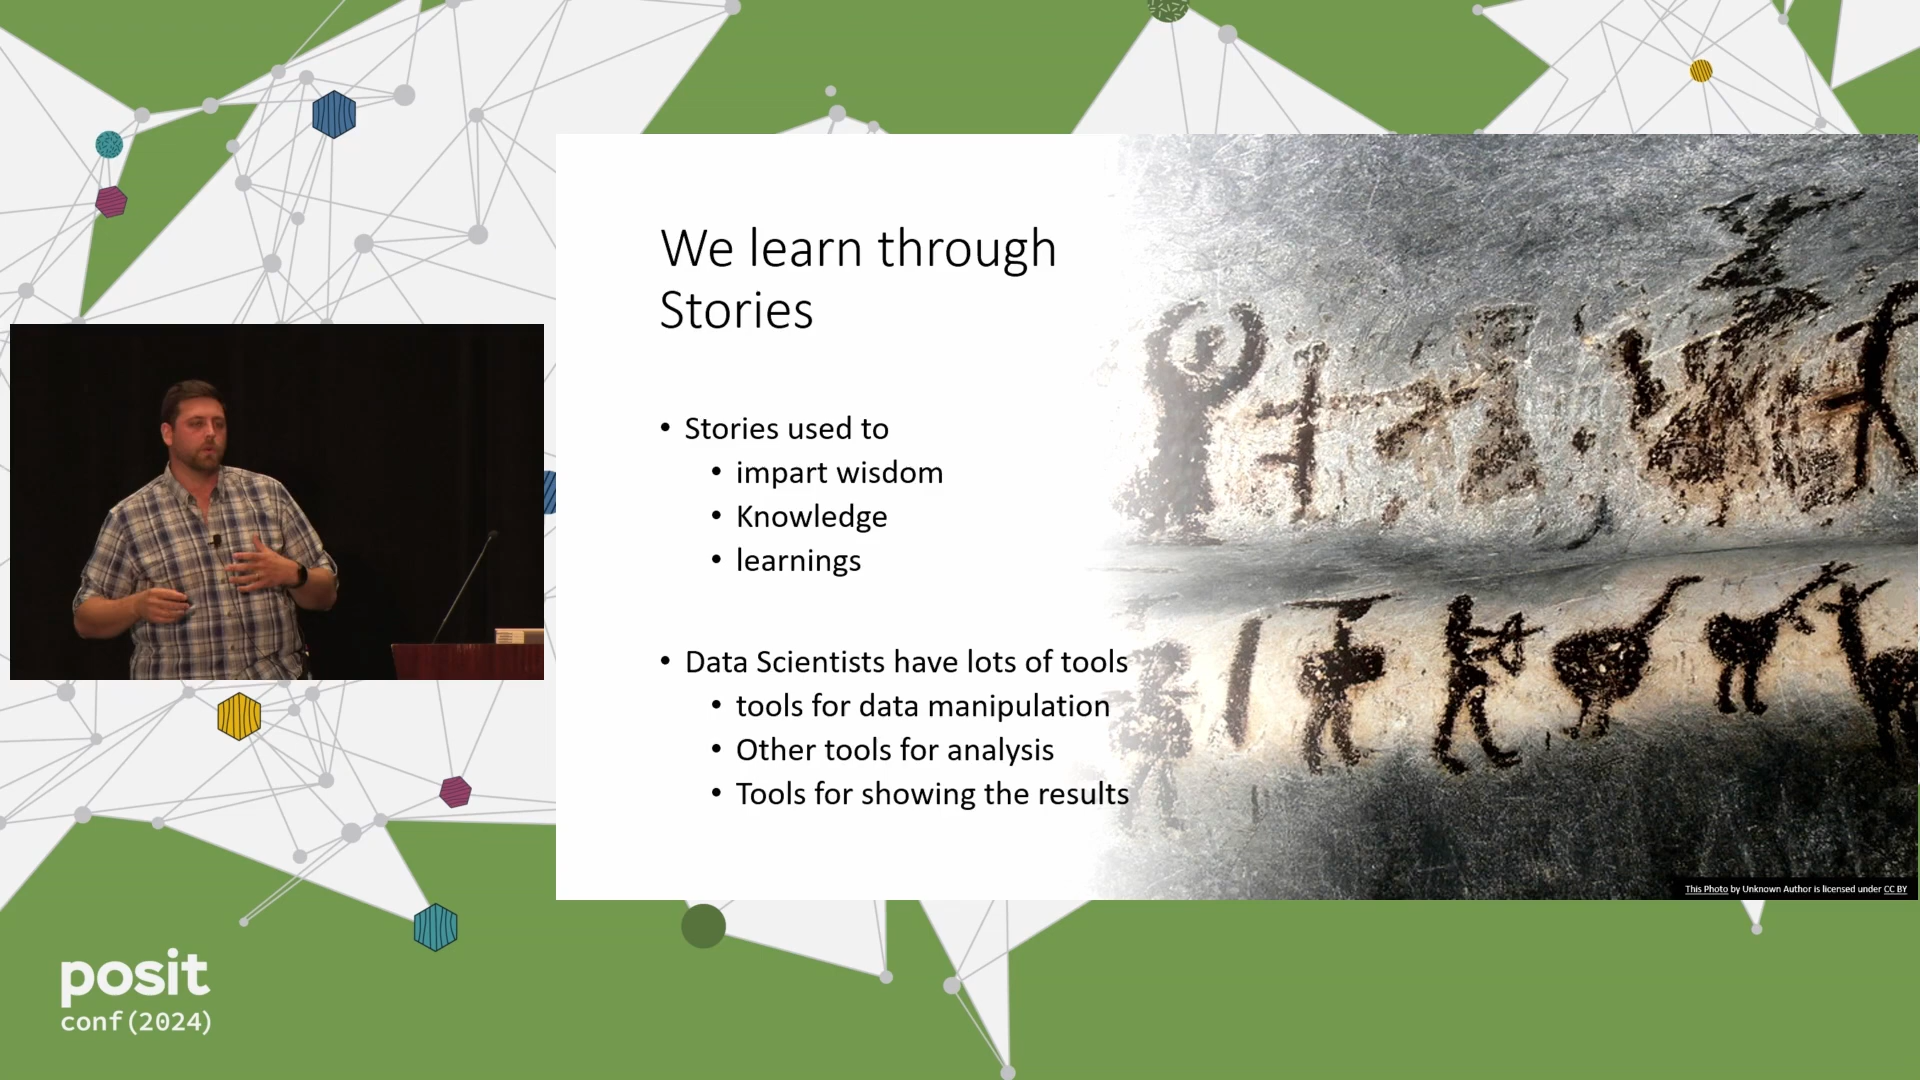 We learn through
Stories
• Stories used to
• impart wisdom
• Knowledge
• learnings
• Data Scientists have lots of tools
• tools for data manipulation
• Other tools for analysis
• Tools for showing the results
This Photo by Unknown Author is licensed under CC BY
posit
conf(2024)